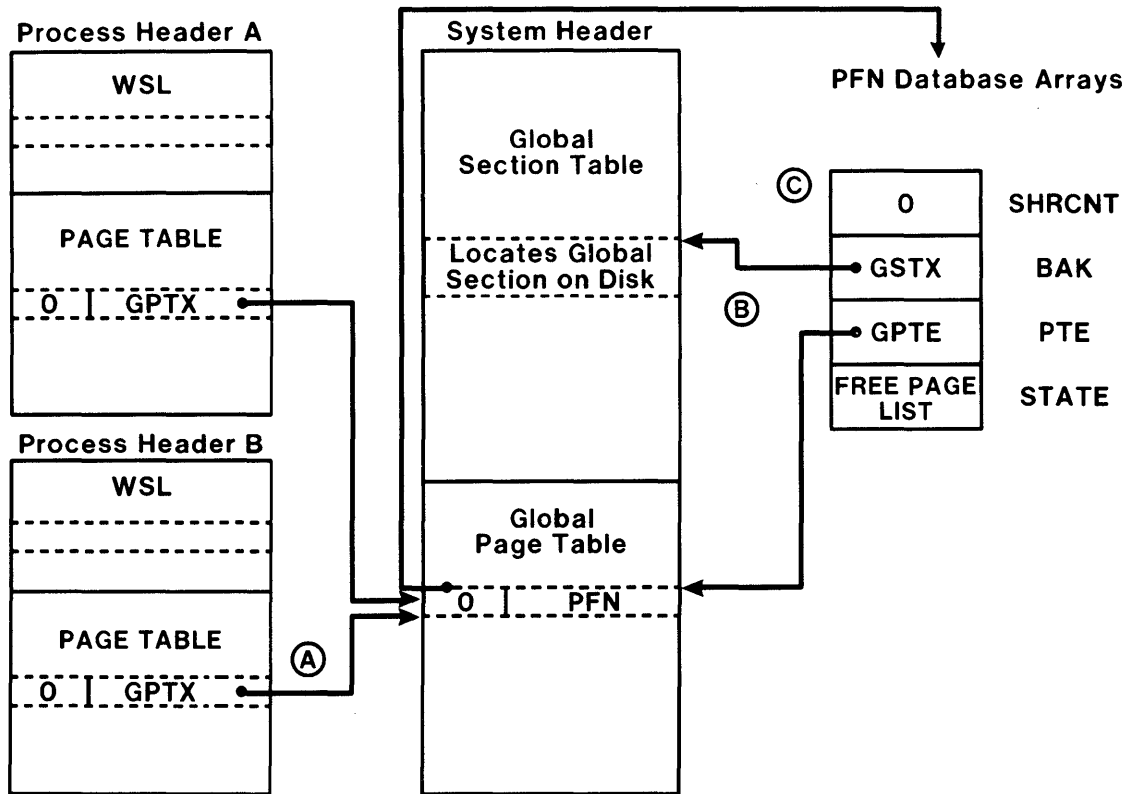 Process Header A
WSL
PAGE TABLE
0 | GPTX
Process Header B
WSL
PAGE TABLE
0 | GPTX
A
System Header
Global
Section Table
Locates Global
Section on Disk
Global
Page Table
0 | PFN
PFN Database Arrays
C
0 SHRCNT
GSTX BAK
B
GPTE PTE
FREE PAGE
LIST
STATE